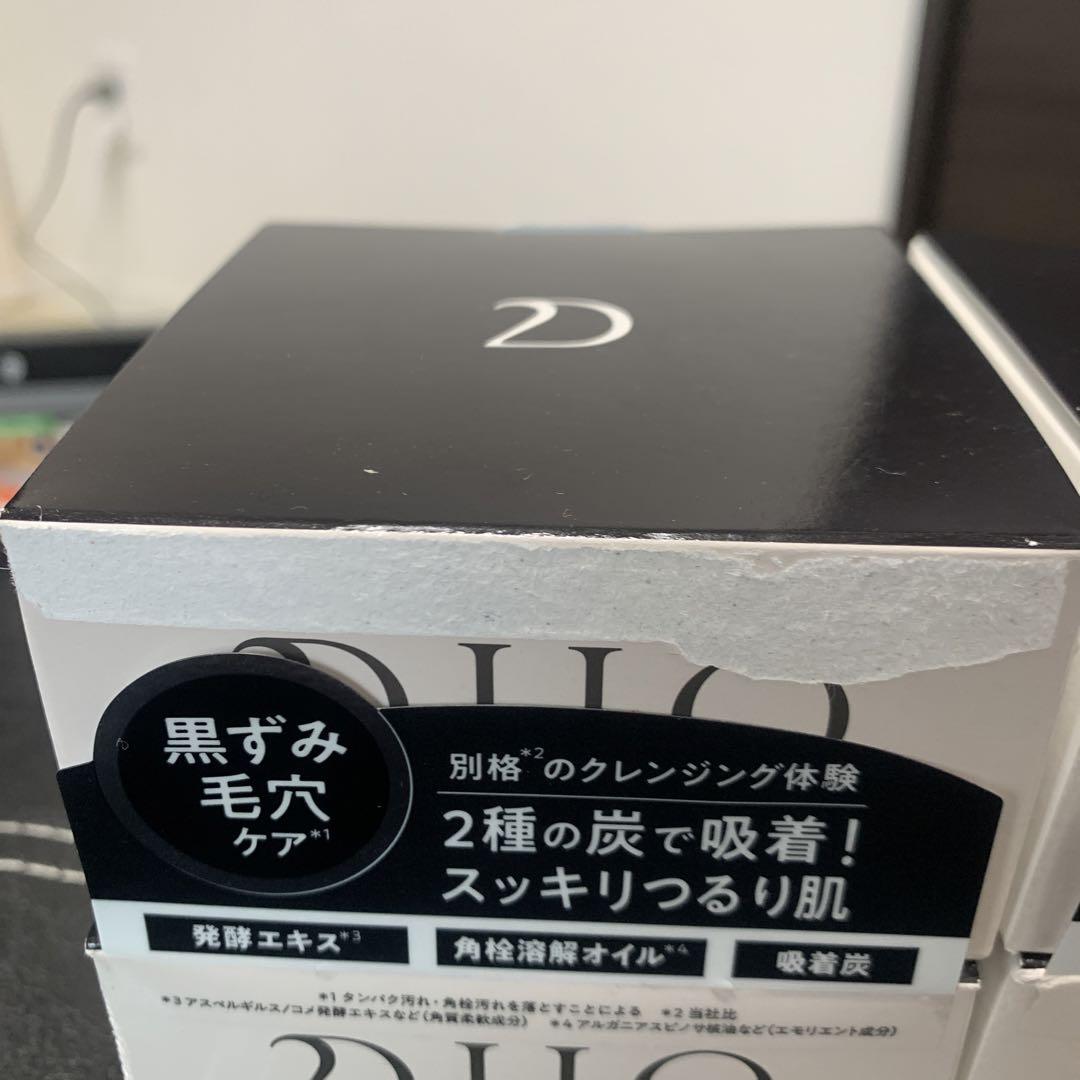 D
DUO
黒ずみ
毛穴
ケア*1
別格*2のクレンジング体験
2種の炭で吸着!
スッキリつるり肌
発酵エキス*3
角栓溶解オイル*4
吸着炭
*1 タンパク汚れ・角栓汚れを落とすことによる *2 当社比
*3 アスペルギルス/コメ発酵エキスなど(角質柔軟成分) *4 アルガニアスピノサ核油など(エモリエント成分)
DUO